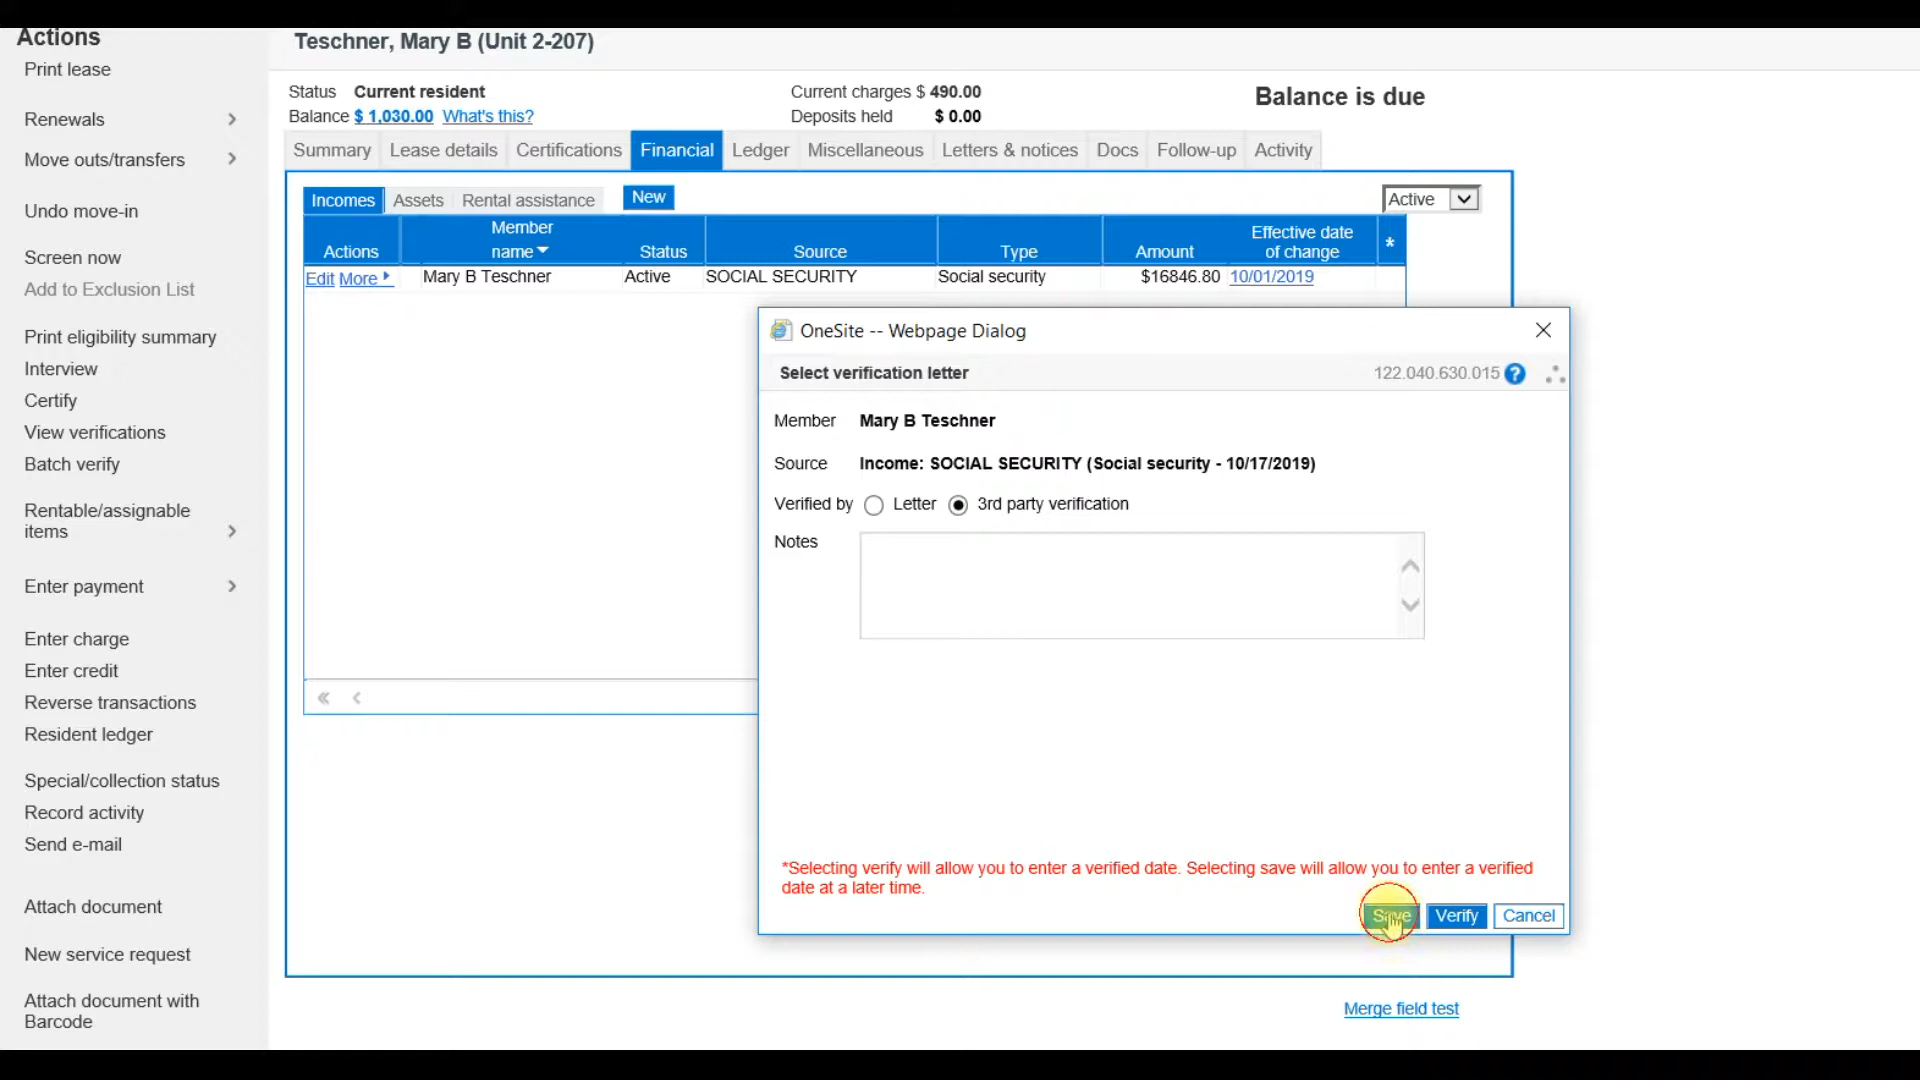 Actions
Print lease
Renewals
Move outs/transfers
Undo move-in
Screen now
Add to Exclusion List
Print eligibility summary
Interview
Certify
View verifications
Batch verify
Rentable/assignable
items
Enter payment
Enter charge
Enter credit
Reverse transactions
Resident ledger
Special/collection status
Record activity
Send e-mail
Attach document
New service request
Attach document with
Barcode
Teschner, Mary B (Unit 2-207)
Status Current resident
Balance $ 1,030.00 What's this?
Current charges $ 490.00
Deposits held $ 0.00
Balance is due
Summary Lease details Certifications Financial Ledger Miscellaneous Letters & notices Docs Follow-up Activity
Incomes Assets Rental assistance New Active
Actions Member name Status Source Type Amount Effective date of change *
Edit More Mary B Teschner Active SOCIAL SECURITY Social security $16846.80 10/01/2019
OneSite -- Webpage Dialog
Select verification letter 122.040.630.015 ?
Member Mary B Teschner
Source Income: SOCIAL SECURITY (Social security - 10/17/2019)
Verified by Letter 3rd party verification
Notes
*Selecting verify will allow you to enter a verified date. Selecting save will allow you to enter a verified
date at a later time.
Save Verify Cancel
Merge field test